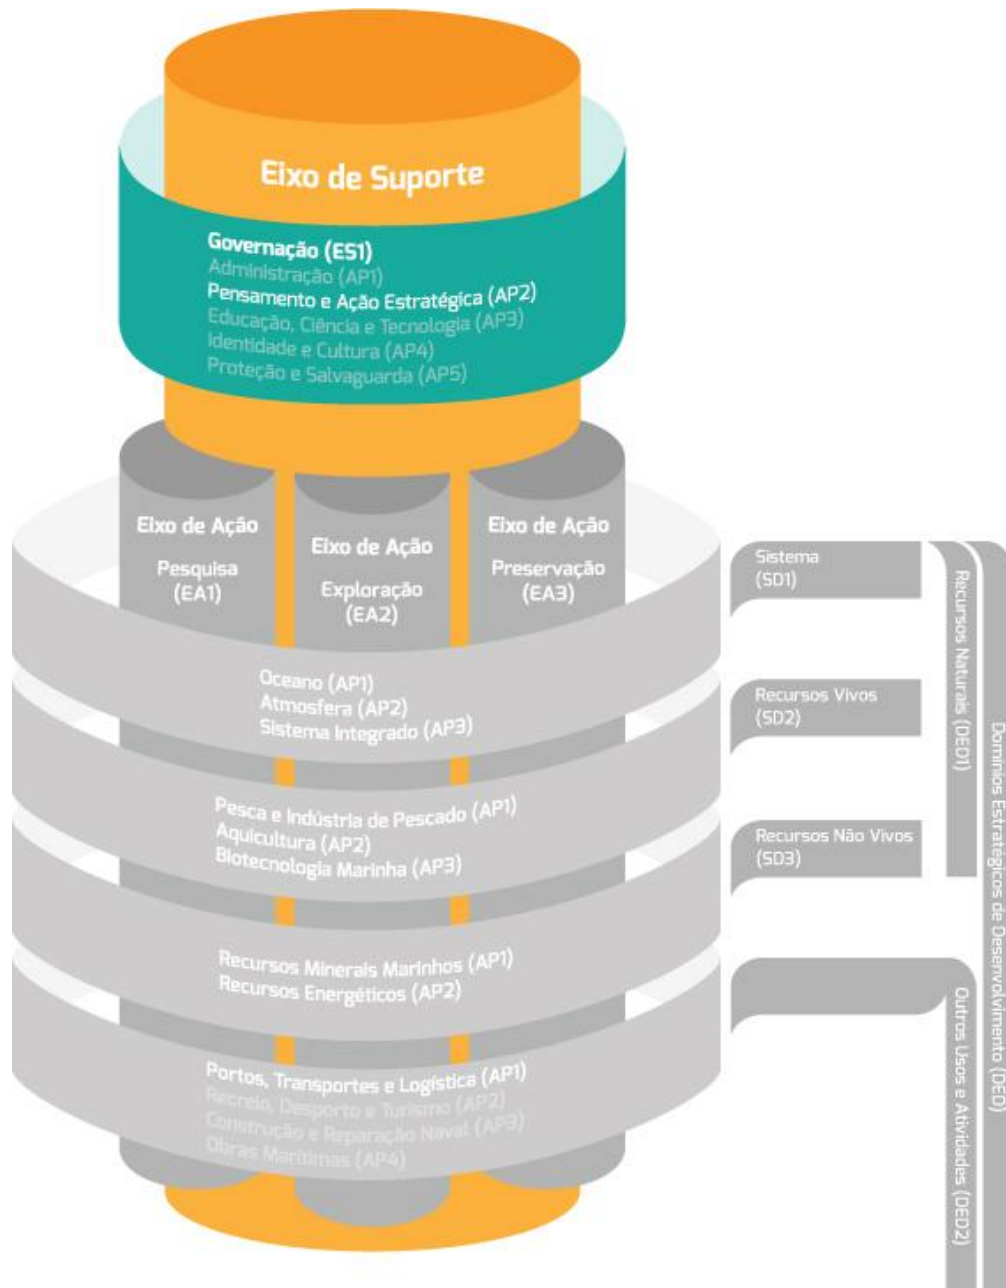 Eixo de Suporte
Governação (ES1)
Administração (AP1)
Pensamento e Ação Estratégica (AP2)
Educação, Ciência e Tecnologia (AP3)
Identidade e Cultura (AP4)
Proteção e Salvaguarda (AP5)
Eixo de Ação
Pesquisa
(EA1)
Eixo de Ação
Exploração
(EA2)
Eixo de Ação
Preservação
(EA3)
Oceano (AP1)
Atmosfera (AP2)
Sistema Integrado (AP3)
Pesca e Indústria de Pescado (AP1)
Aquicultura (AP2)
Biotecnologia Marinha (AP3)
Recursos Minerais Marinhos (AP1)
Recursos Energéticos (AP2)
Portos, Transportes e Logística (AP1)
Recreio, Desporto e Turismo (AP2)
Construção e Reparação Naval (AP3)
Obras Marítimas (AP4)
Sistema
(SD1)
Recursos Vivos
(SD2)
Recursos Não Vivos
(SD3)
Recursos Naturais (DED1)
Outros Usos e Atividades (DED2)
Domínios Estratégicos de Desenvolvimento (DED)